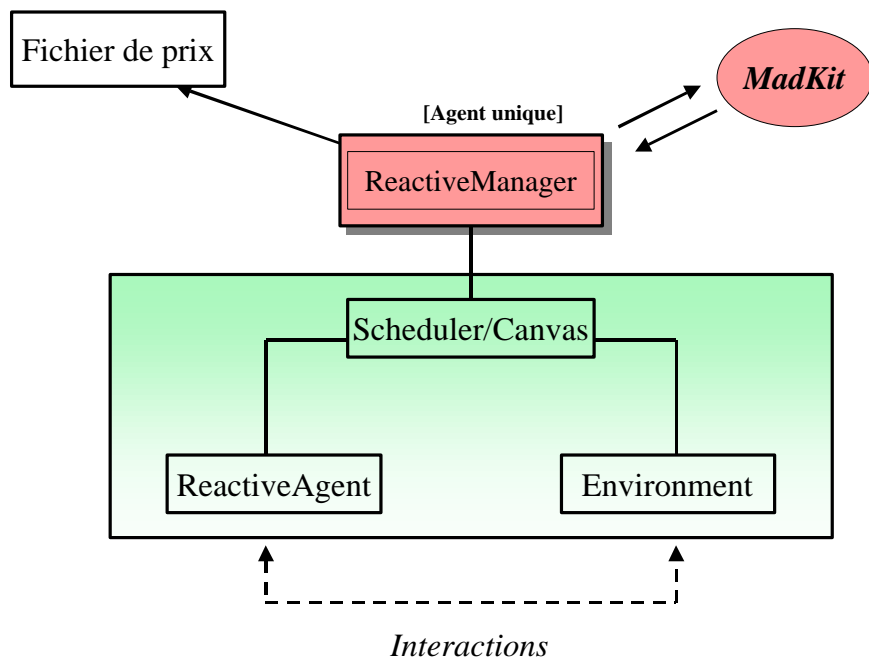 Fichier de prix
MadKit
[Agent unique]
ReactiveManager
Scheduler/Canvas
ReactiveAgent
Environment
Interactions